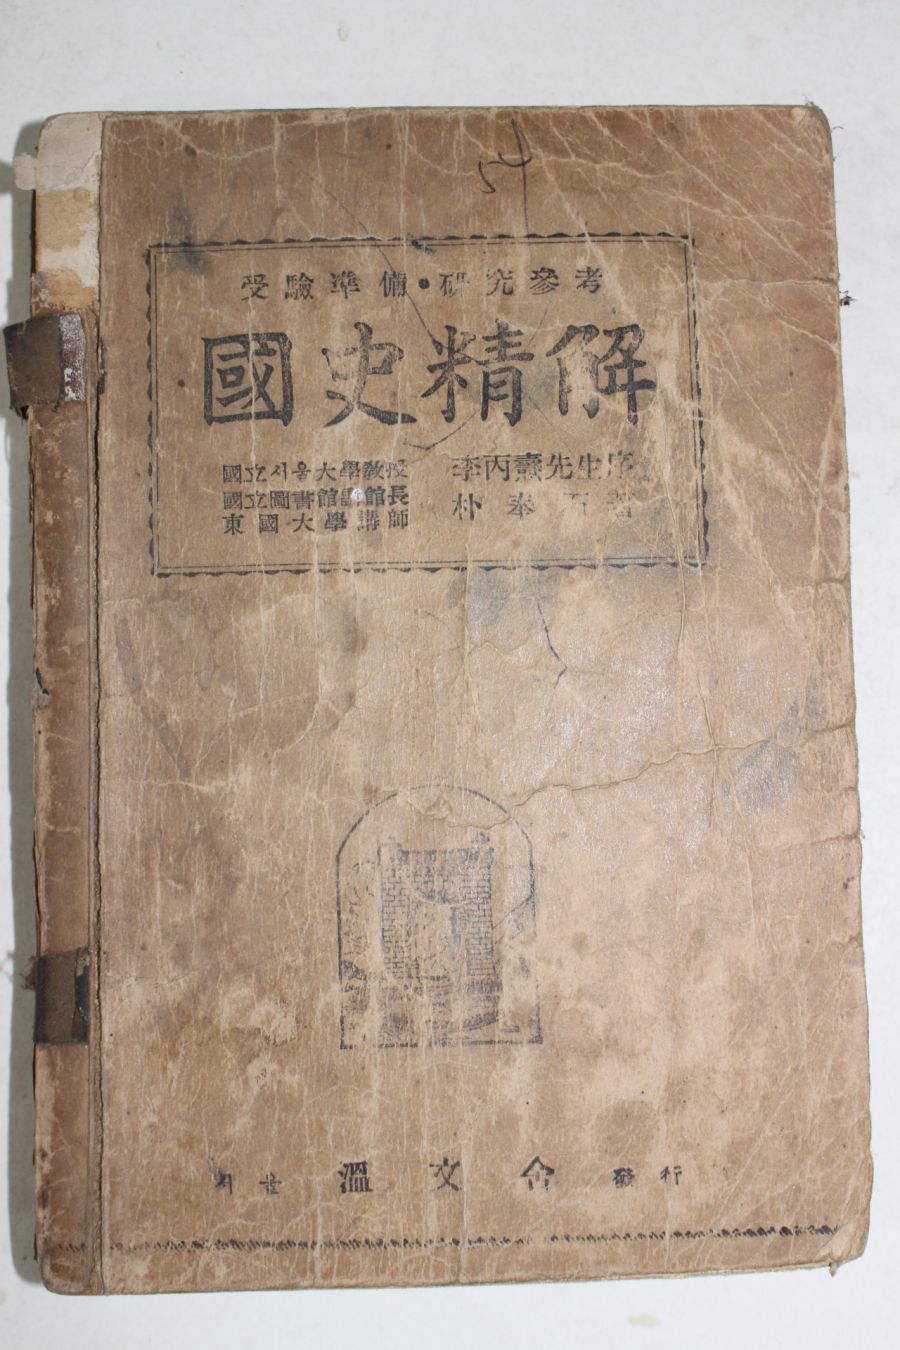 受驗準備・硏究參考
國史精解
國立서울大學敎授 李丙燾先生序
國立圖書館副館長
東國大學講師 朴奉石著
서울 溫文舍 發行